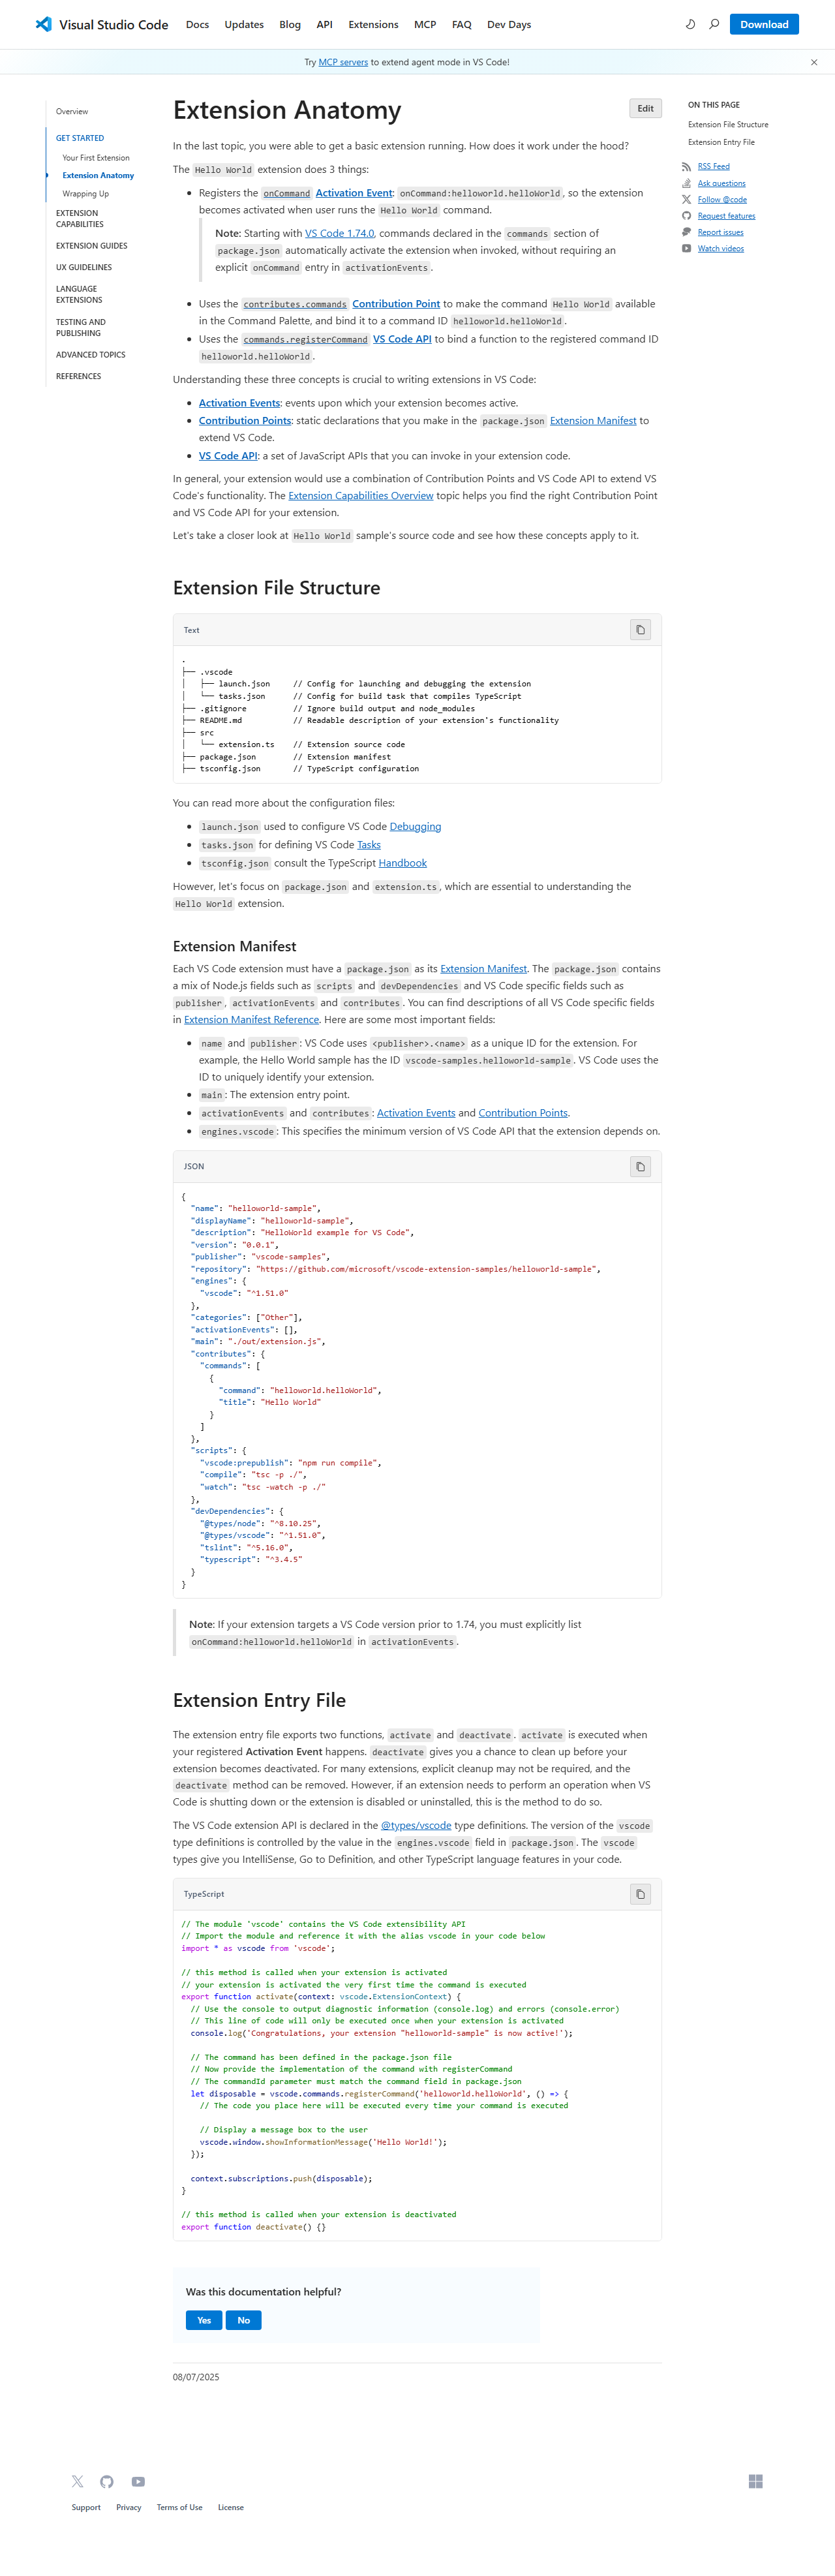 Visual Studio Code Docs Updates Blog API Extensions MCP FAQ Dev Days Download
Try MCP servers to extend agent mode in VS Code!
Overview
GET STARTED
Your First Extension
Extension Anatomy
Wrapping Up
EXTENSION
CAPABILITIES
EXTENSION GUIDES
UX GUIDELINES
LANGUAGE
EXTENSIONS
TESTING AND
PUBLISHING
ADVANCED TOPICS
REFERENCES
Extension Anatomy
Edit
In the last topic, you were able to get a basic extension running. How does it work under the hood?
The Hello World extension does 3 things:
• Registers the onCommand Activation Event: onCommand:helloworld.helloWorld, so the extension
becomes activated when user runs the Hello World command.
Note: Starting with VS Code 1.74.0, commands declared in the commands section of
package.json automatically activate the extension when invoked, without requiring an
explicit onCommand entry in activationEvents.
• Uses the contributes.commands Contribution Point to make the command Hello World available
in the Command Palette, and bind it to a command ID helloworld.helloWorld.
• Uses the commands.registerCommand VS Code API to bind a function to the registered command ID
helloworld.helloWorld.
Understanding these three concepts is crucial to writing extensions in VS Code:
• Activation Events: events upon which your extension becomes active.
• Contribution Points: static declarations that you make in the package.json Extension Manifest to
extend VS Code.
• VS Code API: a set of JavaScript APIs that you can invoke in your extension code.
In general, your extension would use a combination of Contribution Points and VS Code API to extend VS
Code's functionality. The Extension Capabilities Overview topic helps you find the right Contribution Point
and VS Code API for your extension.
Let's take a closer look at Hello World sample's source code and see how these concepts apply to it.
Extension File Structure
Text
.
├── .vscode
│   ├── launch.json     // Config for launching and debugging the extension
│   └── tasks.json      // Config for build task that compiles TypeScript
├── .gitignore          // Ignore build output and node_modules
├── README.md           // Readable description of your extension's functionality
├── src
│   └── extension.ts    // Extension source code
├── package.json        // Extension manifest
├── tsconfig.json       // TypeScript configuration
You can read more about the configuration files:
• launch.json used to configure VS Code Debugging
• tasks.json for defining VS Code Tasks
• tsconfig.json consult the TypeScript Handbook
However, let's focus on package.json and extension.ts, which are essential to understanding the
Hello World extension.
Extension Manifest
Each VS Code extension must have a package.json as its Extension Manifest. The package.json contains
a mix of Node.js fields such as scripts and devDependencies and VS Code specific fields such as
publisher, activationEvents and contributes. You can find descriptions of all VS Code specific fields
in Extension Manifest Reference. Here are some most important fields:
• name and publisher: VS Code uses <publisher>.<name> as a unique ID for the extension. For
example, the Hello World sample has the ID vscode-samples.helloworld-sample. VS Code uses the
ID to uniquely identify your extension.
• main: The extension entry point.
• activationEvents and contributes: Activation Events and Contribution Points.
• engines.vscode: This specifies the minimum version of VS Code API that the extension depends on.
JSON
{
  "name": "helloworld-sample",
  "displayName": "helloworld-sample",
  "description": "HelloWorld example for VS Code",
  "version": "0.0.1",
  "publisher": "vscode-samples",
  "repository": "https://github.com/microsoft/vscode-extension-samples/helloworld-sample",
  "engines": {
    "vscode": "^1.51.0"
  },
  "categories": ["Other"],
  "activationEvents": [],
  "main": "./out/extension.js",
  "contributes": {
    "commands": [
      {
        "command": "helloworld.helloWorld",
        "title": "Hello World"
      }
    ]
  },
  "scripts": {
    "vscode:prepublish": "npm run compile",
    "compile": "tsc -p ./",
    "watch": "tsc -watch -p ./"
  },
  "devDependencies": {
    "@types/node": "^8.10.25",
    "@types/vscode": "^1.51.0",
    "tslint": "^5.16.0",
    "typescript": "^3.4.5"
  }
}
Note: If your extension targets a VS Code version prior to 1.74, you must explicitly list
onCommand:helloworld.helloWorld in activationEvents.
Extension Entry File
The extension entry file exports two functions, activate and deactivate. activate is executed when
your registered Activation Event happens. deactivate gives you a chance to clean up before your
extension becomes deactivated. For many extensions, explicit cleanup may not be required, and the
deactivate method can be removed. However, if an extension needs to perform an operation when VS
Code is shutting down or the extension is disabled or uninstalled, this is the method to do so.
The VS Code extension API is declared in the @types/vscode type definitions. The version of the vscode
type definitions is controlled by the value in the engines.vscode field in package.json. The vscode
types give you IntelliSense, Go to Definition, and other TypeScript language features in your code.
TypeScript
// The module 'vscode' contains the VS Code extensibility API
// Import the module and reference it with the alias vscode in your code below
import * as vscode from 'vscode';
// this method is called when your extension is activated
// your extension is activated the very first time the command is executed
export function activate(context: vscode.ExtensionContext) {
  // Use the console to output diagnostic information (console.log) and errors (console.error)
  // This line of code will only be executed once when your extension is activated
  console.log('Congratulations, your extension "helloworld-sample" is now active!');
  // The command has been defined in the package.json file
  // Now provide the implementation of the command with registerCommand
  // The commandId parameter must match the command field in package.json
  let disposable = vscode.commands.registerCommand('helloworld.helloWorld', () => {
    // The code you place here will be executed every time your command is executed
    // Display a message box to the user
    vscode.window.showInformationMessage('Hello World!');
  });
  context.subscriptions.push(disposable);
}
// this method is called when your extension is deactivated
export function deactivate() {}
Was this documentation helpful?
Yes No
08/07/2025
ON THIS PAGE
Extension File Structure
Extension Entry File
RSS Feed
Ask questions
Follow @code
Request features
Report issues
Watch videos
Support Privacy Terms of Use License